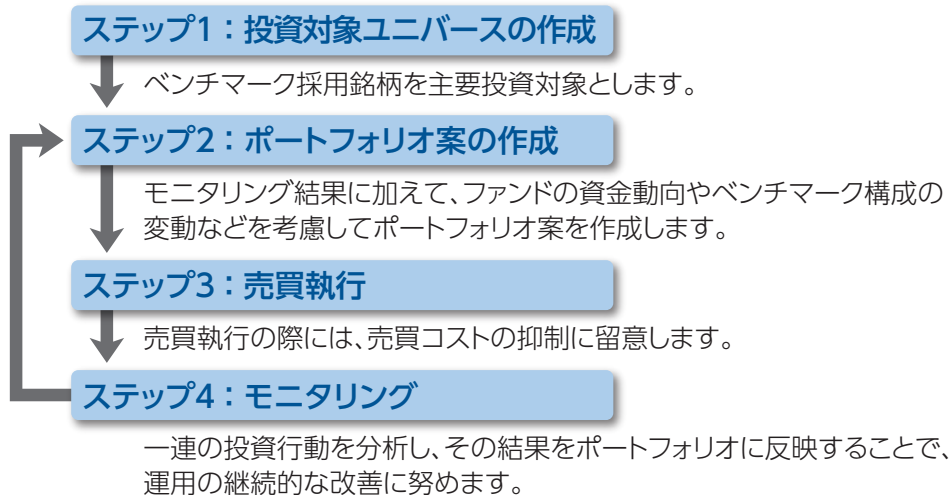 ステップ1：投資対象ユニバースの作成
ベンチマーク採用銘柄を主要投資対象とします。
ステップ2：ポートフォリオ案の作成
モニタリング結果に加えて、ファンドの資金動向やベンチマーク構成の
変動などを考慮してポートフォリオ案を作成します。
ステップ3：売買執行
売買執行の際には、売買コストの抑制に留意します。
ステップ4：モニタリング
一連の投資行動を分析し、その結果をポートフォリオに反映することで、
運用の継続的な改善に努めます。